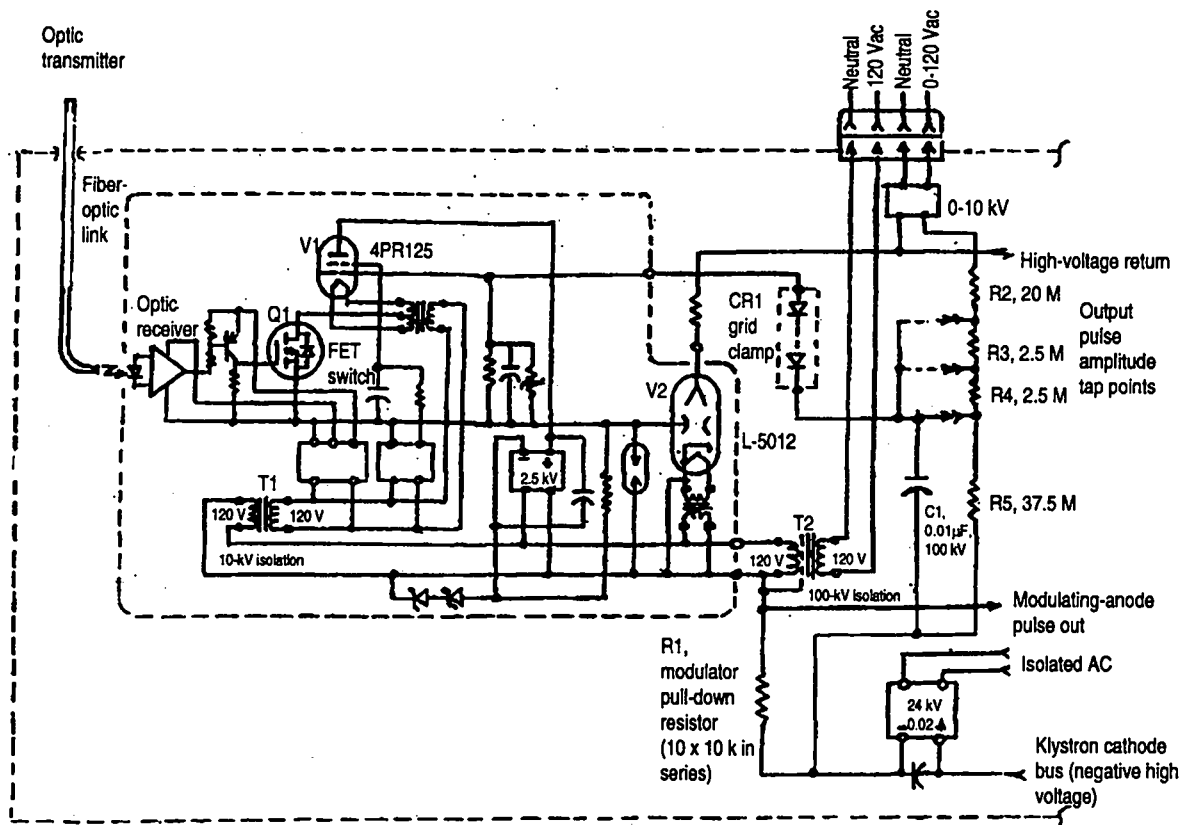 Optic
transmitter
Neutral
120 Vac
Neutral
0-120 Vac
Fiber-
optic
link
0-10 kV
V1
4PR125
High-voltage return
Optic
receiver
Q1
CR1
grid
clamp
R2, 20 M
Output
pulse
amplitude
tap points
FET
switch
R3, 2.5 M
V2
R4, 2.5 M
L-5012
2.5 kV
R5, 37.5 M
T1
C1,
0.01µF,
100 kV
120 V
120 V
T2
120 V
120 V
10-kV isolation
100-kV isolation
Modulating-anode
pulse out
R1,
modulator
pull-down
resistor
(10 x 10 k in
series)
Isolated AC
24 kV
0.02 A
Klystron cathode
bus (negative high
voltage)